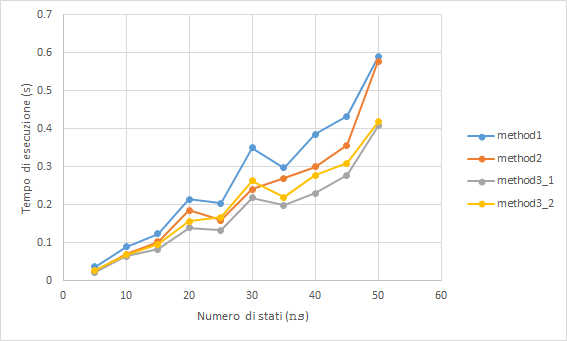 0.7
0.6
0.5
0.4
0.3
0.2
0.1
0
0 10 20 30 40 50 60
Tempo di esecuzione (s)
Numero di stati (ns)
method1
method2
method3_1
method3_2